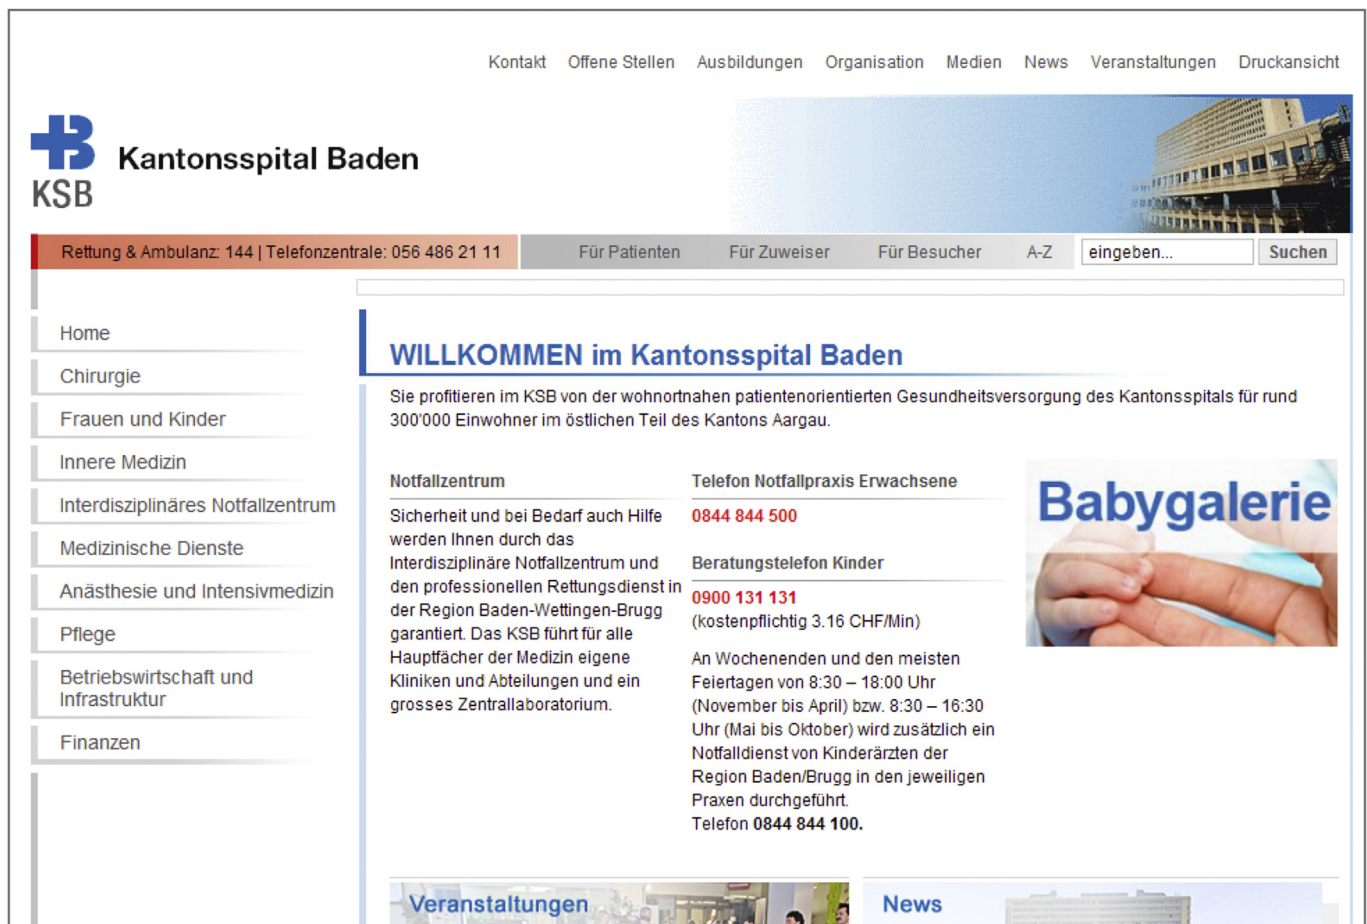 Kontakt Offene Stellen Ausbildungen Organisation Medien News Veranstaltungen Druckansicht
KSB
Kantonsspital Baden
Rettung & Ambulanz: 144 | Telefonzentrale: 056 486 21 11
Für Patienten Für Zuweiser Für Besucher A-Z eingeben... Suchen
Home
Chirurgie
Frauen und Kinder
Innere Medizin
Interdisziplinäres Notfallzentrum
Medizinische Dienste
Anästhesie und Intensivmedizin
Pflege
Betriebswirtschaft und
Infrastruktur
Finanzen
WILLKOMMEN im Kantonsspital Baden
Sie profitieren im KSB von der wohnortnahen patientenorientierten Gesundheitsversorgung des Kantonsspitals für rund
300'000 Einwohner im östlichen Teil des Kantons Aargau.
Notfallzentrum
Sicherheit und bei Bedarf auch Hilfe
werden Ihnen durch das
Interdisziplinäre Notfallzentrum und
den professionellen Rettungsdienst in
der Region Baden-Wettingen-Brugg
garantiert. Das KSB führt für alle
Hauptfächer der Medizin eigene
Kliniken und Abteilungen und ein
grosses Zentrallaboratorium.
Telefon Notfallpraxis Erwachsene
0844 844 500
Beratungstelefon Kinder
0900 131 131
(kostenpflichtig 3.16 CHF/Min)
An Wochenenden und den meisten
Feiertagen von 8:30 – 18:00 Uhr
(November bis April) bzw. 8:30 – 16:30
Uhr (Mai bis Oktober) wird zusätzlich ein
Notfalldienst von Kinderärzten der
Region Baden/Brugg in den jeweiligen
Praxen durchgeführt.
Telefon 0844 844 100.
Babygalerie
Veranstaltungen
News